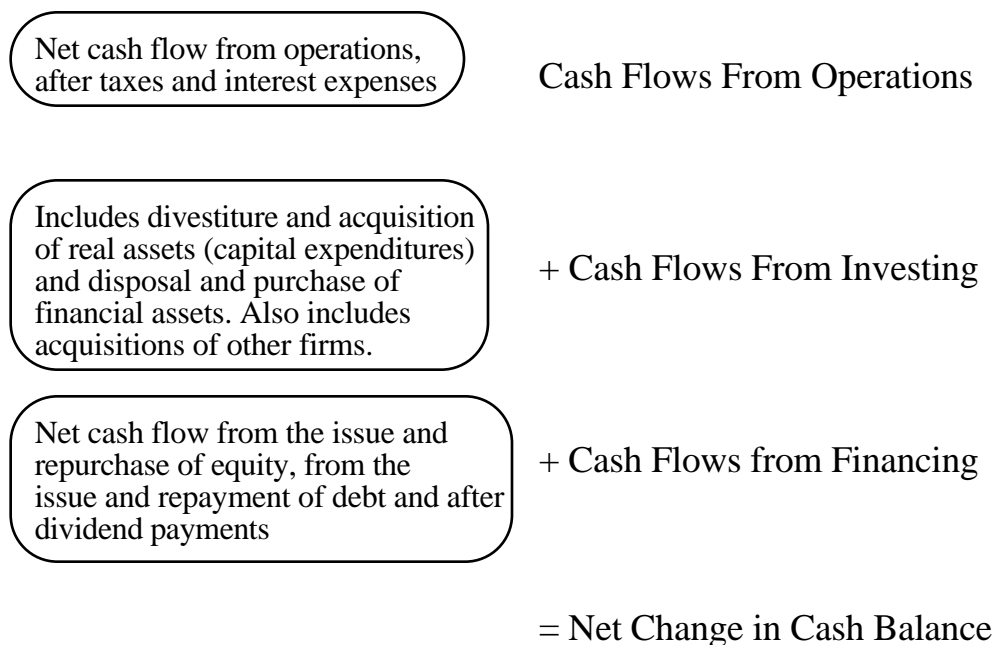 Net cash flow from operations,
after taxes and interest expenses
Cash Flows From Operations
Includes divestiture and acquisition
of real assets (capital expenditures)
and disposal and purchase of
financial assets. Also includes
acquisitions of other firms.
+ Cash Flows From Investing
Net cash flow from the issue and
repurchase of equity, from the
issue and repayment of debt and after
dividend payments
+ Cash Flows from Financing
= Net Change in Cash Balance